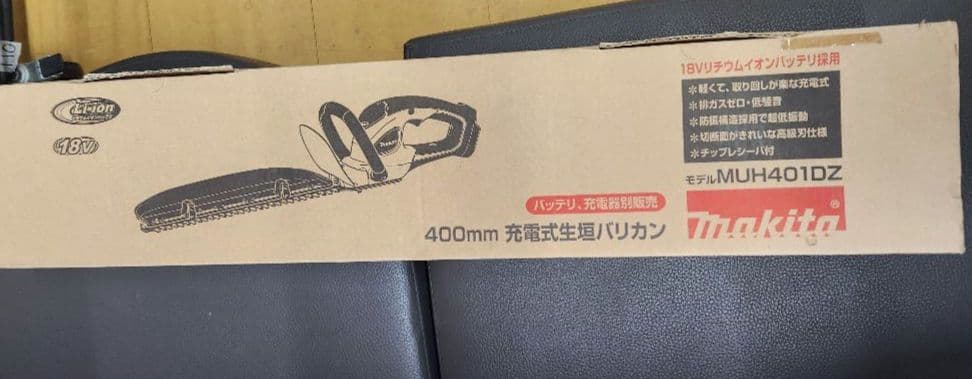 Li-ion
18V
18Vリチウムイオンバッテリ採用
＊軽くて、取り回しが楽な充電式
＊排ガスゼロ・低騒音
＊防振構造採用で超低振動
＊切断面がきれいな高級刃仕様
＊チップレシーバ付
モデルMUH401DZ
バッテリ、充電器別販売
400mm 充電式生垣バリカン
makita®